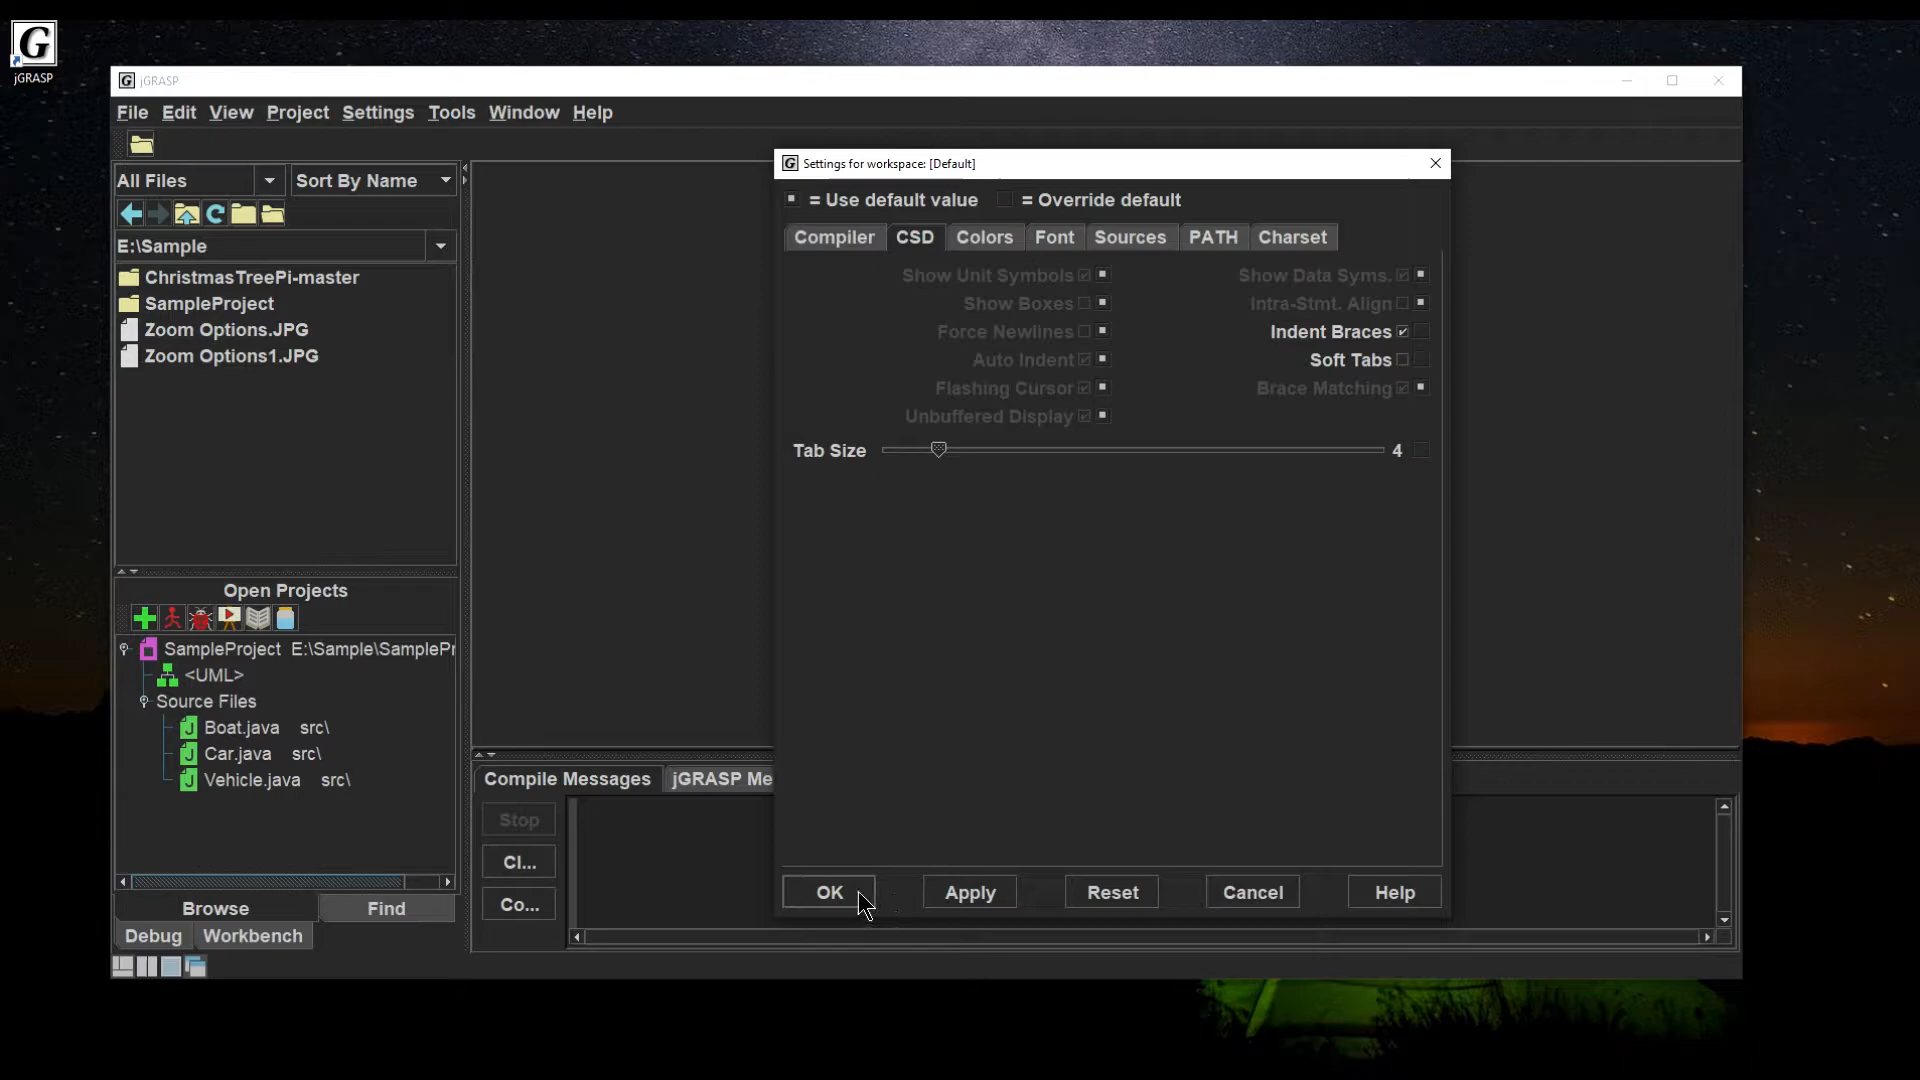 G
jGRASP
G jGRASP
File Edit View Project Settings Tools Window Help
All Files Sort By Name
E:\Sample
ChristmasTreePi-master
SampleProject
Zoom Options.JPG
Zoom Options1.JPG
Open Projects
SampleProject E:\Sample\SamplePr
<UML>
Source Files
J Boat.java src\
J Car.java src\
J Vehicle.java src\
Browse Find
Debug Workbench
Compile Messages jGRASP Me
Stop
Cl...
Co...
G Settings for workspace: [Default]
= Use default value = Override default
Compiler CSD Colors Font Sources PATH Charset
Show Unit Symbols Show Data Syms.
Show Boxes Intra-Stmt. Align
Force Newlines Indent Braces
Auto Indent Soft Tabs
Flashing Cursor Brace Matching
Unbuffered Display
Tab Size 4
OK Apply Reset Cancel Help